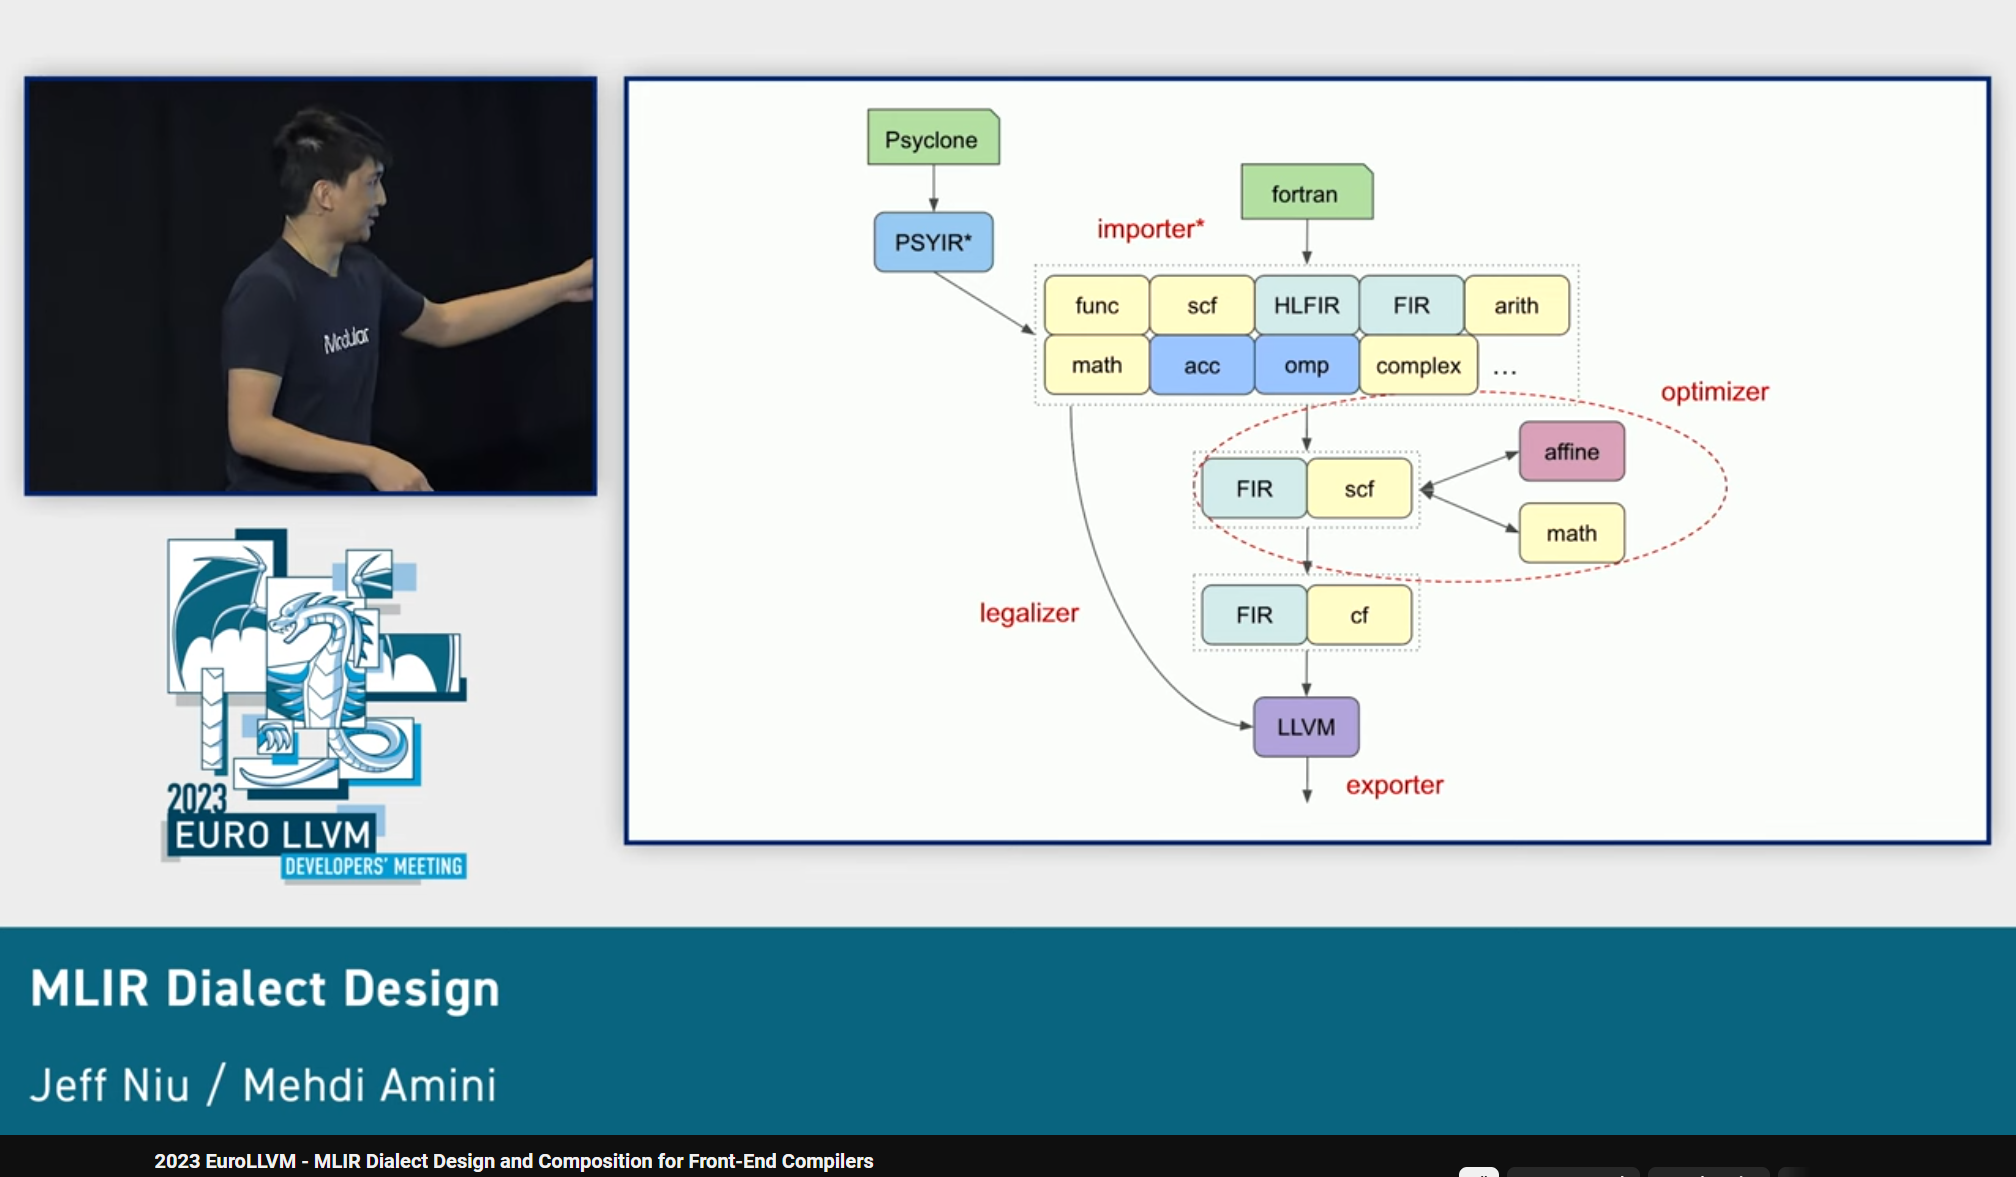 Modular
2023
EURO LLVM
DEVELOPERS' MEETING
Psyclone
fortran
importer*
PSYIR*
func scf HLFIR FIR arith
math acc omp complex ...
optimizer
affine
FIR scf
math
FIR cf
legalizer
LLVM
exporter
MLIR Dialect Design
Jeff Niu / Mehdi Amini
2023 EuroLLVM - MLIR Dialect Design and Composition for Front-End Compilers